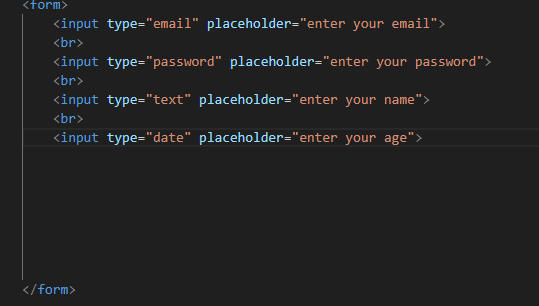 <form>
<input type="email" placeholder="enter your email">
<br>
<input type="password" placeholder="enter your password">
<br>
<input type="text" placeholder="enter your name">
<br>
<input type="date" placeholder="enter your age">
</form>